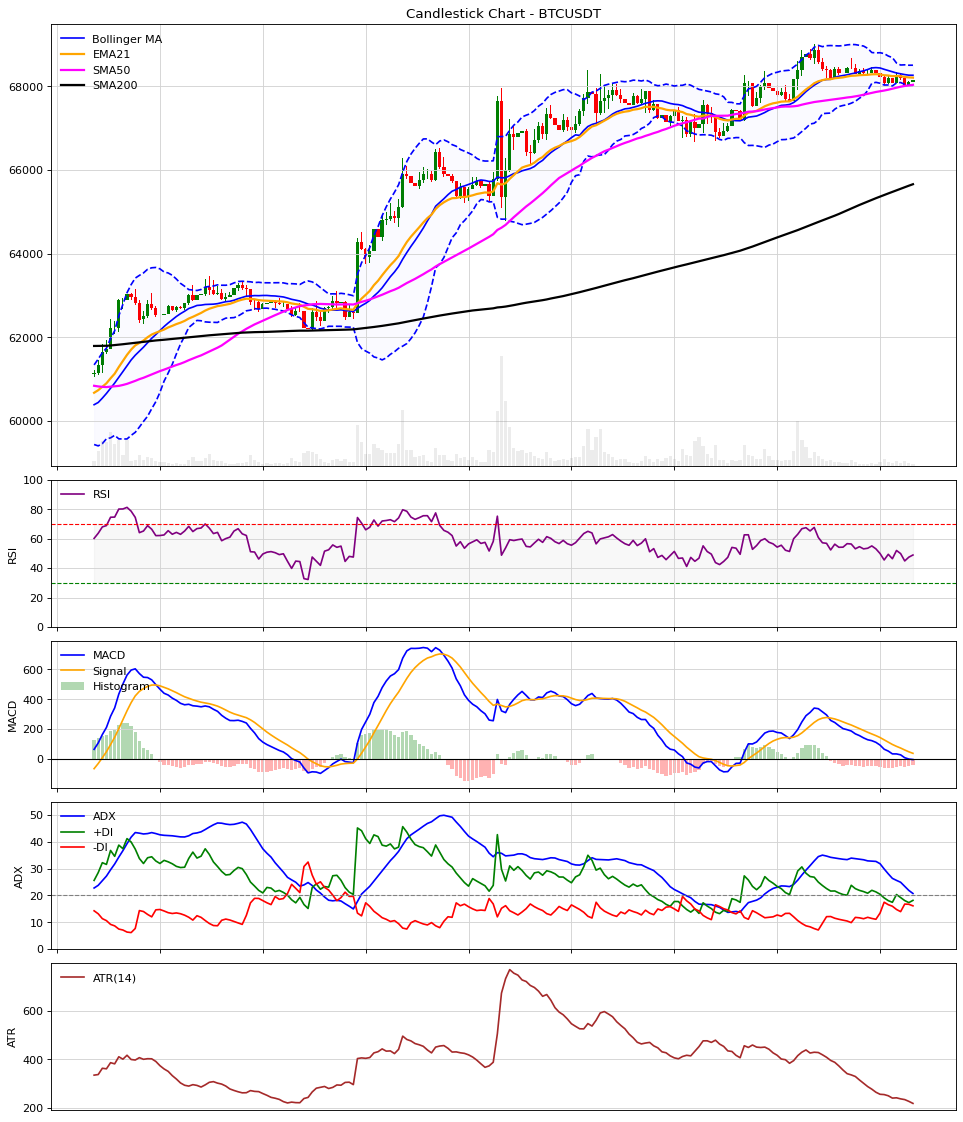 Candlestick Chart - BTCUSDT
Bollinger MA
EMA21
SMA50
SMA200
68000
66000
64000
62000
60000
RSI
100
80
60
40
20
0
RSI
MACD
Signal
Histogram
600
400
200
0
MACD
ADX
+DI
-DI
50
40
30
20
10
0
ADX
ATR(14)
600
400
200
ATR